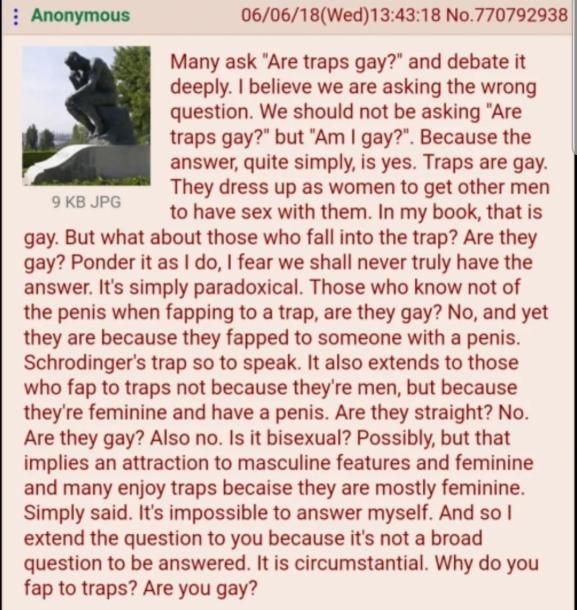 Anonymous 06/06/18(Wed)13:43:18 No.770792938
Many ask "Are traps gay?" and debate it
deeply. I believe we are asking the wrong
question. We should not be asking "Are
traps gay?" but "Am I gay?". Because the
answer, quite simply, is yes. Traps are gay.
They dress up as women to get other men
9 KB JPG
to have sex with them. In my book, that is
gay. But what about those who fall into the trap? Are they
gay? Ponder it as I do, I fear we shall never truly have the
answer. It's simply paradoxical. Those who know not of
the penis when fapping to a trap, are they gay? No, and yet
they are because they fapped to someone with a penis.
Schrodinger's trap so to speak. It also extends to those
who fap to traps not because they're men, but because
they're feminine and have a penis. Are they straight? No.
Are they gay? Also no. Is it bisexual? Possibly, but that
implies an attraction to masculine features and feminine
and many enjoy traps becaise they are mostly feminine.
Simply said. It's impossible to answer myself. And so I
extend the question to you because it's not a broad
question to be answered. It is circumstantial. Why do you
fap to traps? Are you gay?